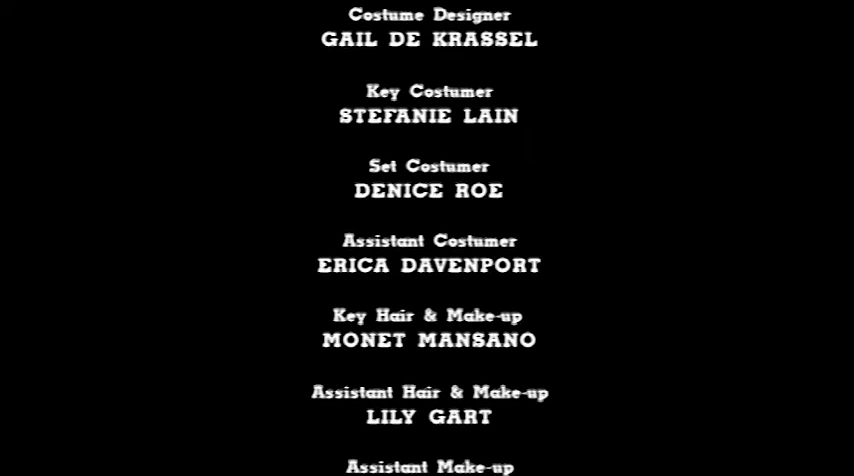 Costume Designer
GAIL DE KRASSEL
Key Costumer
STEFANIE LAIN
Set Costumer
DENICE ROE
Assistant Costumer
ERICA DAVENPORT
Key Hair & Make-up
MONET MANSANO
Assistant Hair & Make-up
LILY GART
Assistant Make-up